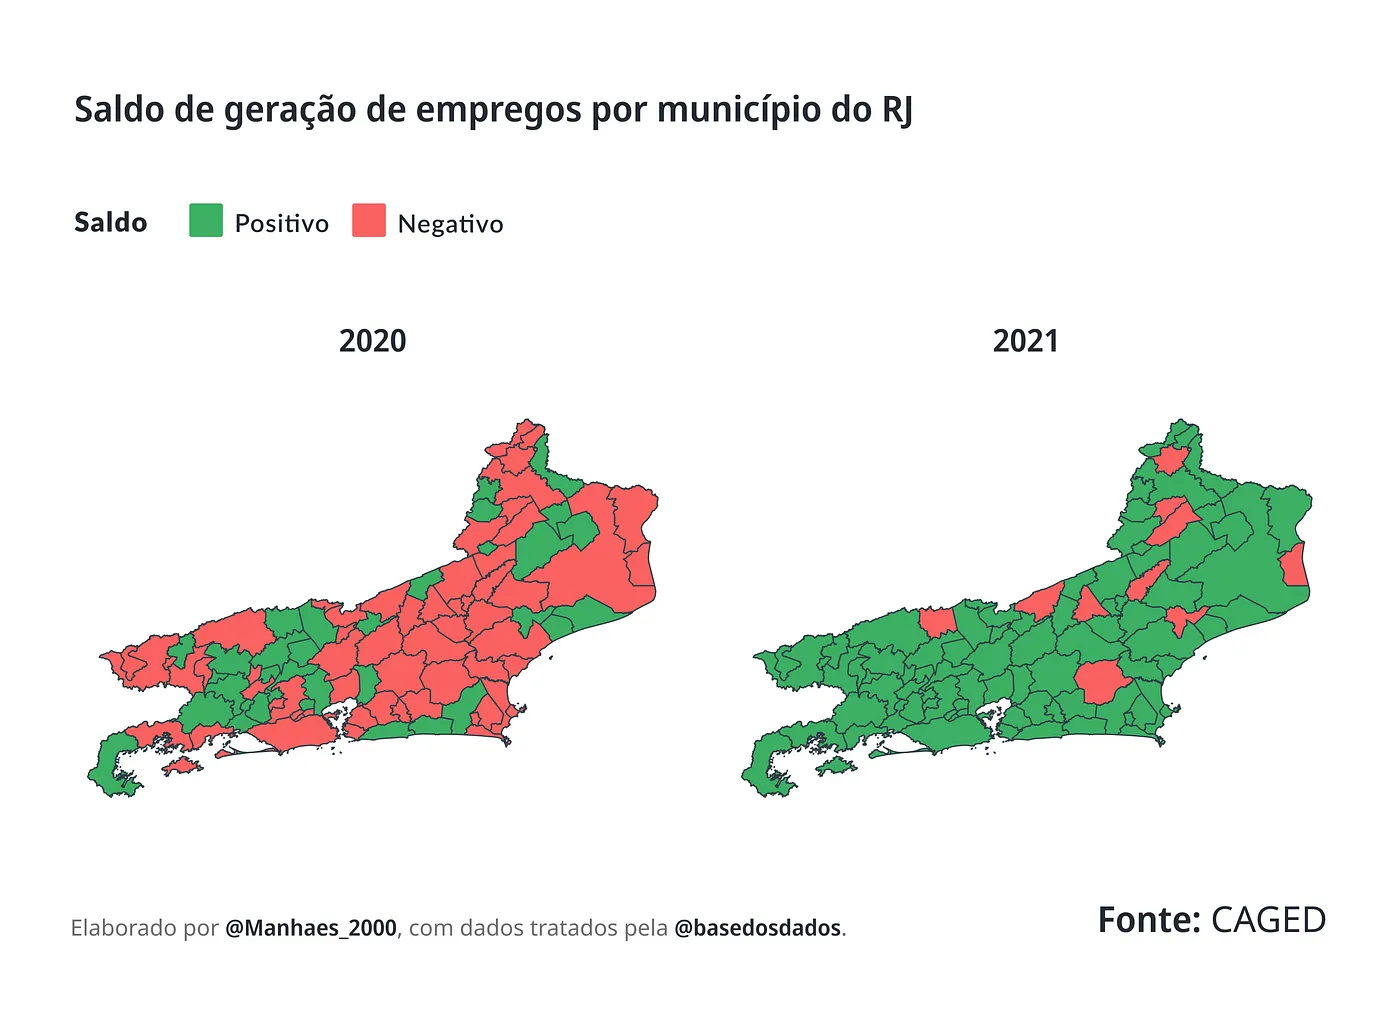 Saldo de geração de empregos por município do RJ
Saldo Positivo Negativo
2020 2021
Elaborado por @Manhaes_2000, com dados tratados pela @basedosdados.
Fonte: CAGED